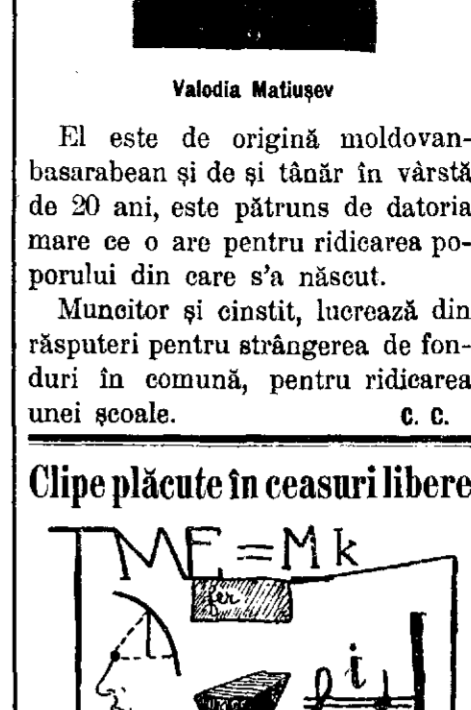 Valodia Matiușev
El este de origină moldovan-
basarabean și de și tânăr în vârstă
de 20 ani, este pătruns de datoria
mare ce o are pentru ridicarea po-
porului din care s'a născut.
Muncitor și cinstit, lucrează din
răsputeri pentru strângerea de fon-
duri în comună, pentru ridicarea
unei școale. C. C.
Clipe plăcute în ceasuri libere
MF = Mk
fer
i